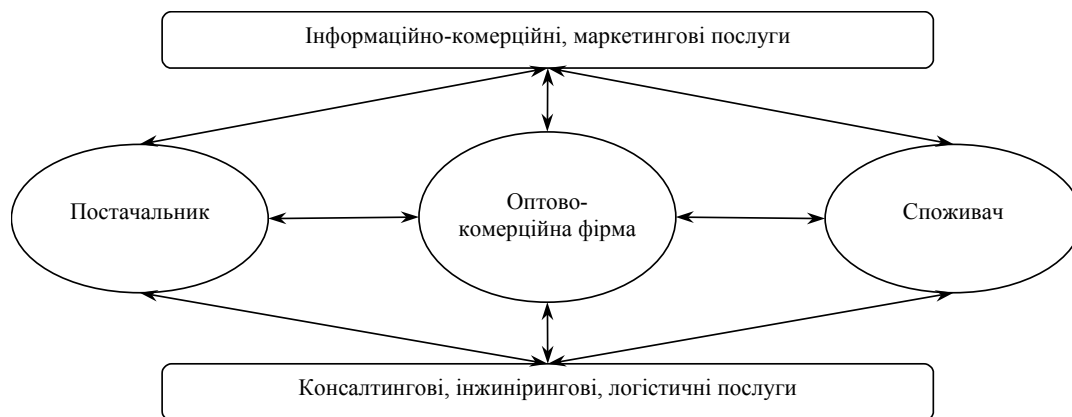 Інформаційно-комерційні, маркетингові послуги
Постачальник
Оптово-
комерційна фірма
Споживач
Консалтингові, інжинірингові, логістичні послуги